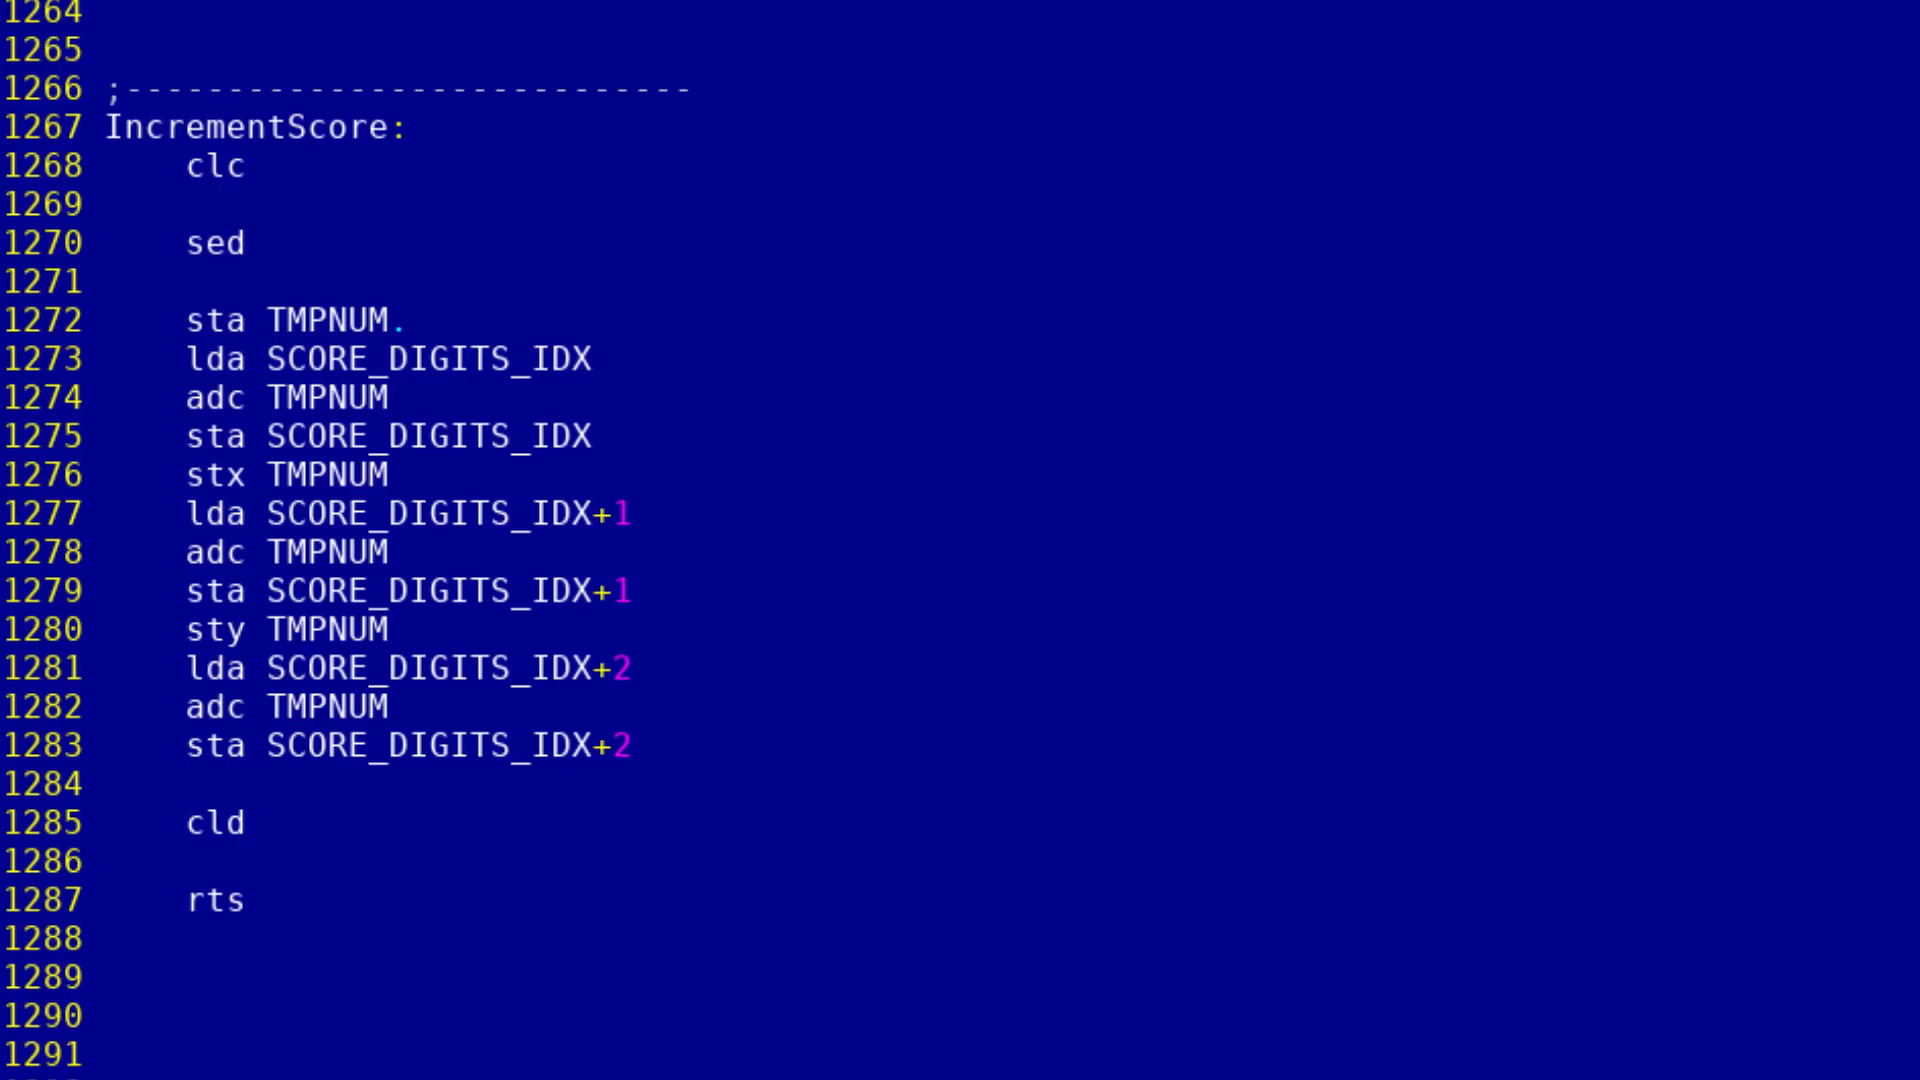 1264
1265
1266 ;----------------------------
1267 IncrementScore:
1268     clc
1269
1270     sed
1271
1272     sta TMPNUM.
1273     lda SCORE_DIGITS_IDX
1274     adc TMPNUM
1275     sta SCORE_DIGITS_IDX
1276     stx TMPNUM
1277     lda SCORE_DIGITS_IDX+1
1278     adc TMPNUM
1279     sta SCORE_DIGITS_IDX+1
1280     sty TMPNUM
1281     lda SCORE_DIGITS_IDX+2
1282     adc TMPNUM
1283     sta SCORE_DIGITS_IDX+2
1284
1285     cld
1286
1287     rts
1288
1289
1290
1291